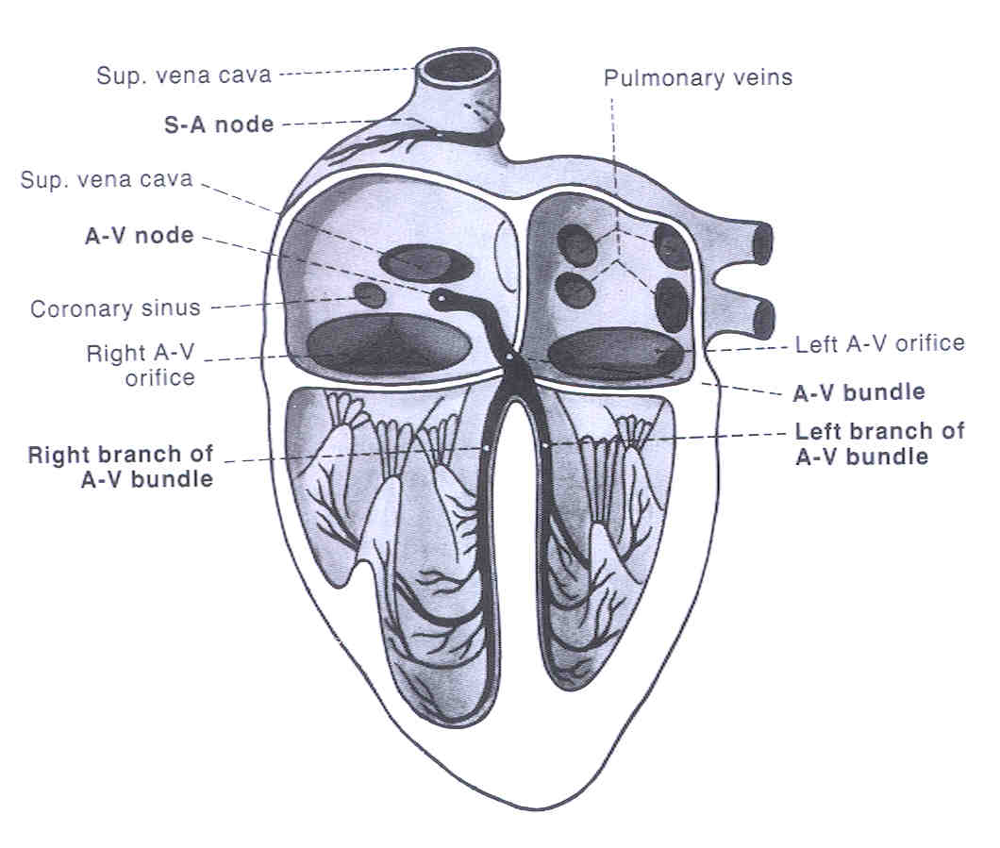 Sup. vena cava
S-A node
Sup. vena cava
A-V node
Coronary sinus
Right A-V
orifice
Right branch of
A-V bundle
Pulmonary veins
Left A-V orifice
A-V bundle
Left branch of
A-V bundle